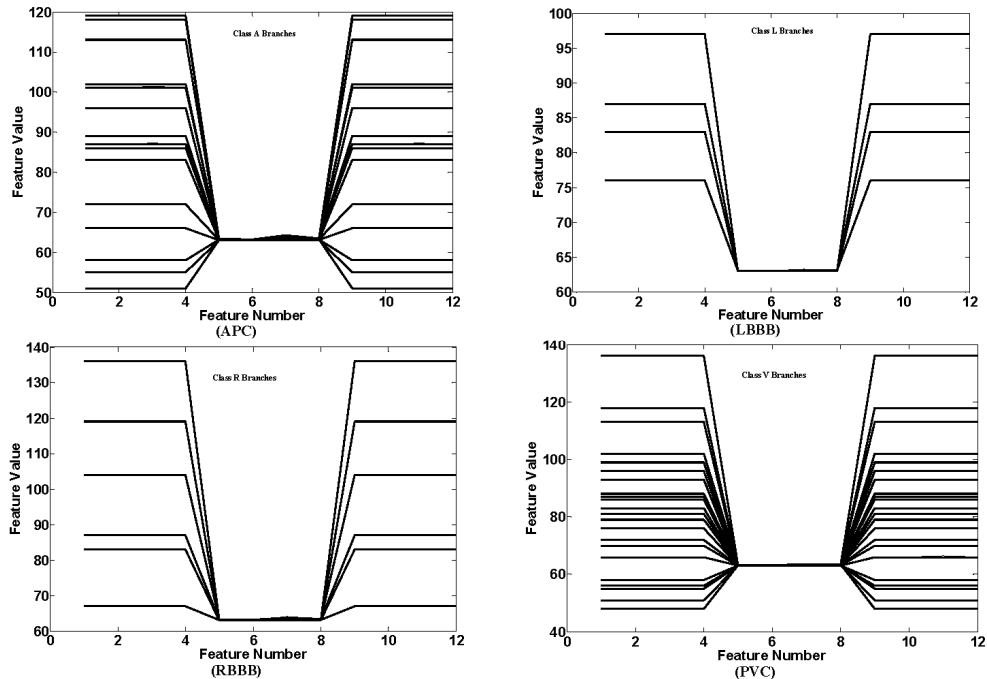 120
110
100
90
80
70
60
50
Feature Value
Class A Branches
0 2 4 6 8 10 12
Feature Number
(APC)
100
95
90
85
80
75
70
65
60
Feature Value
Class L Branches
0 2 4 6 8 10 12
Feature Number
(LBBB)
140
130
120
110
100
90
80
70
60
Feature Value
Class R Branches
0 2 4 6 8 10 12
Feature Number
(RBBB)
140
120
100
80
60
40
Feature Value
Class V Branches
0 2 4 6 8 10 12
Feature Number
(PVC)